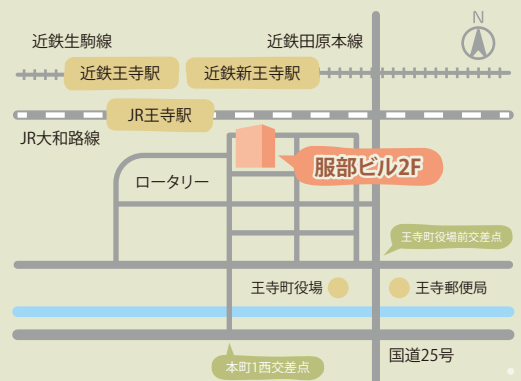 N
近鉄生駒線
近鉄田原本線
近鉄王寺駅
近鉄新王寺駅
JR王寺駅
JR大和路線
服部ビル2F
ロータリー
王寺町役場前交差点
王寺町役場
王寺郵便局
国道25号
本町1西交差点